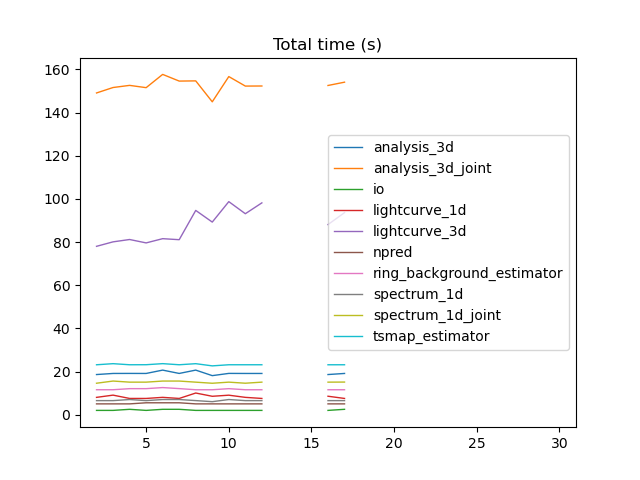 Total time (s)
160
140
120
100
80
60
40
20
0
analysis_3d
analysis_3d_joint
io
lightcurve_1d
lightcurve_3d
npred
ring_background_estimator
spectrum_1d
spectrum_1d_joint
tsmap_estimator
5 10 15 20 25 30